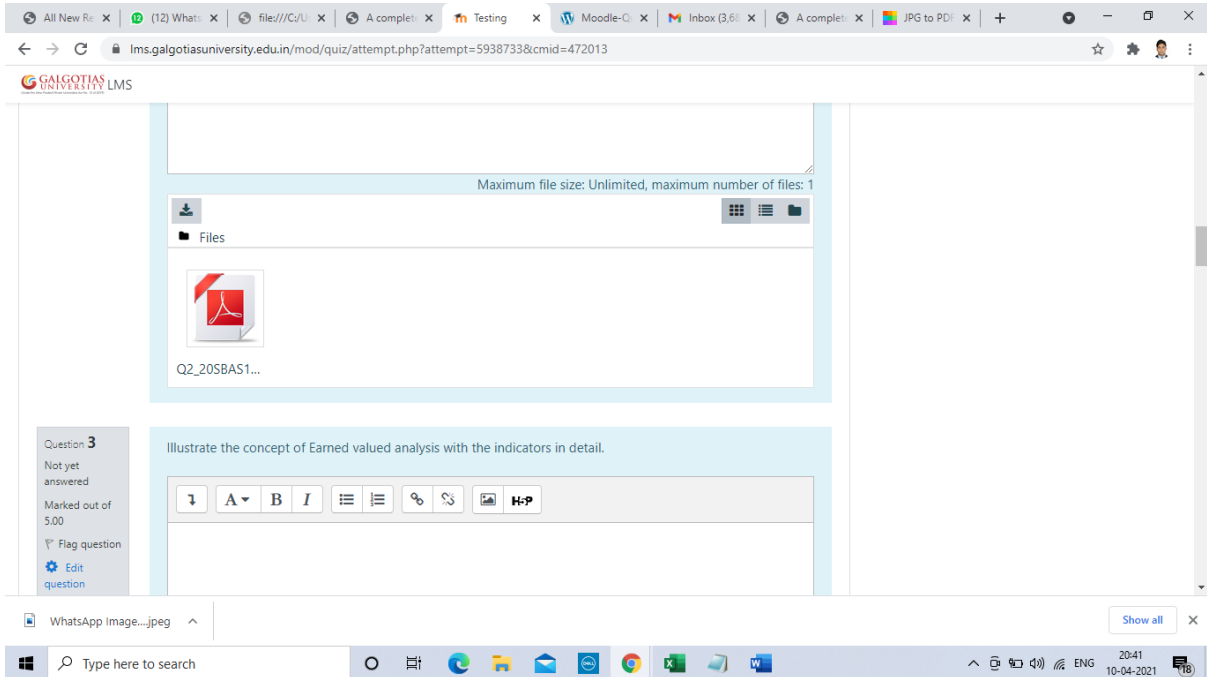 All New Re
(12) Whats
file:///C:/U
A complete
Testing
Moodle-Q
Inbox (3,68
A complete
JPG to PDF
lms.galgotiasuniversity.edu.in/mod/quiz/attempt.php?attempt=5938733&cmid=472013
GALGOTIAS
UNIVERSITY LMS
Maximum file size: Unlimited, maximum number of files: 1
Files
Q2_20SBAS1...
Question 3
Not yet
answered
Marked out of
5.00
Flag question
Edit
question
Illustrate the concept of Earned valued analysis with the indicators in detail.
A B I H-P
WhatsApp Image....jpeg
Show all
Type here to search
DELL
ENG
20:41
10-04-2021
18